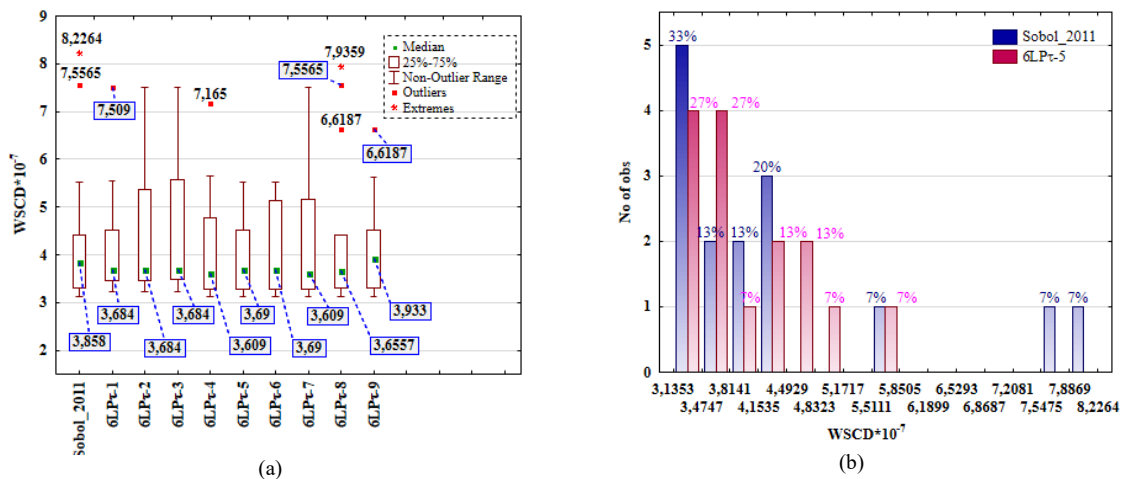 9
8
7
6
5
4
3
2
WSCD*10⁻⁷
8,2264
7,5565
7,509
7,165
7,9359
7,5565
6,6187
6,6187
Median
25%-75%
Non-Outlier Range
Outliers
Extremes
3,858
3,684
3,684
3,684
3,609
3,69
3,69
3,609
3,6557
3,933
Sobol_2011
6LPτ-1
6LPτ-2
6LPτ-3
6LPτ-4
6LPτ-5
6LPτ-6
6LPτ-7
6LPτ-8
6LPτ-9
(a)
5
4
3
2
1
0
No of obs
Sobol_2011
6LPτ-5
33%
27%
27%
20%
13%
13%
13%
13%
7%
7%
7%
7%
7%
7%
3,1353 3,8141 4,4929 5,1717 5,8505 6,5293 7,2081 7,8869
3,4747 4,1535 4,8323 5,5111 6,1899 6,8687 7,5475 8,2264
WSCD*10⁻⁷
(b)